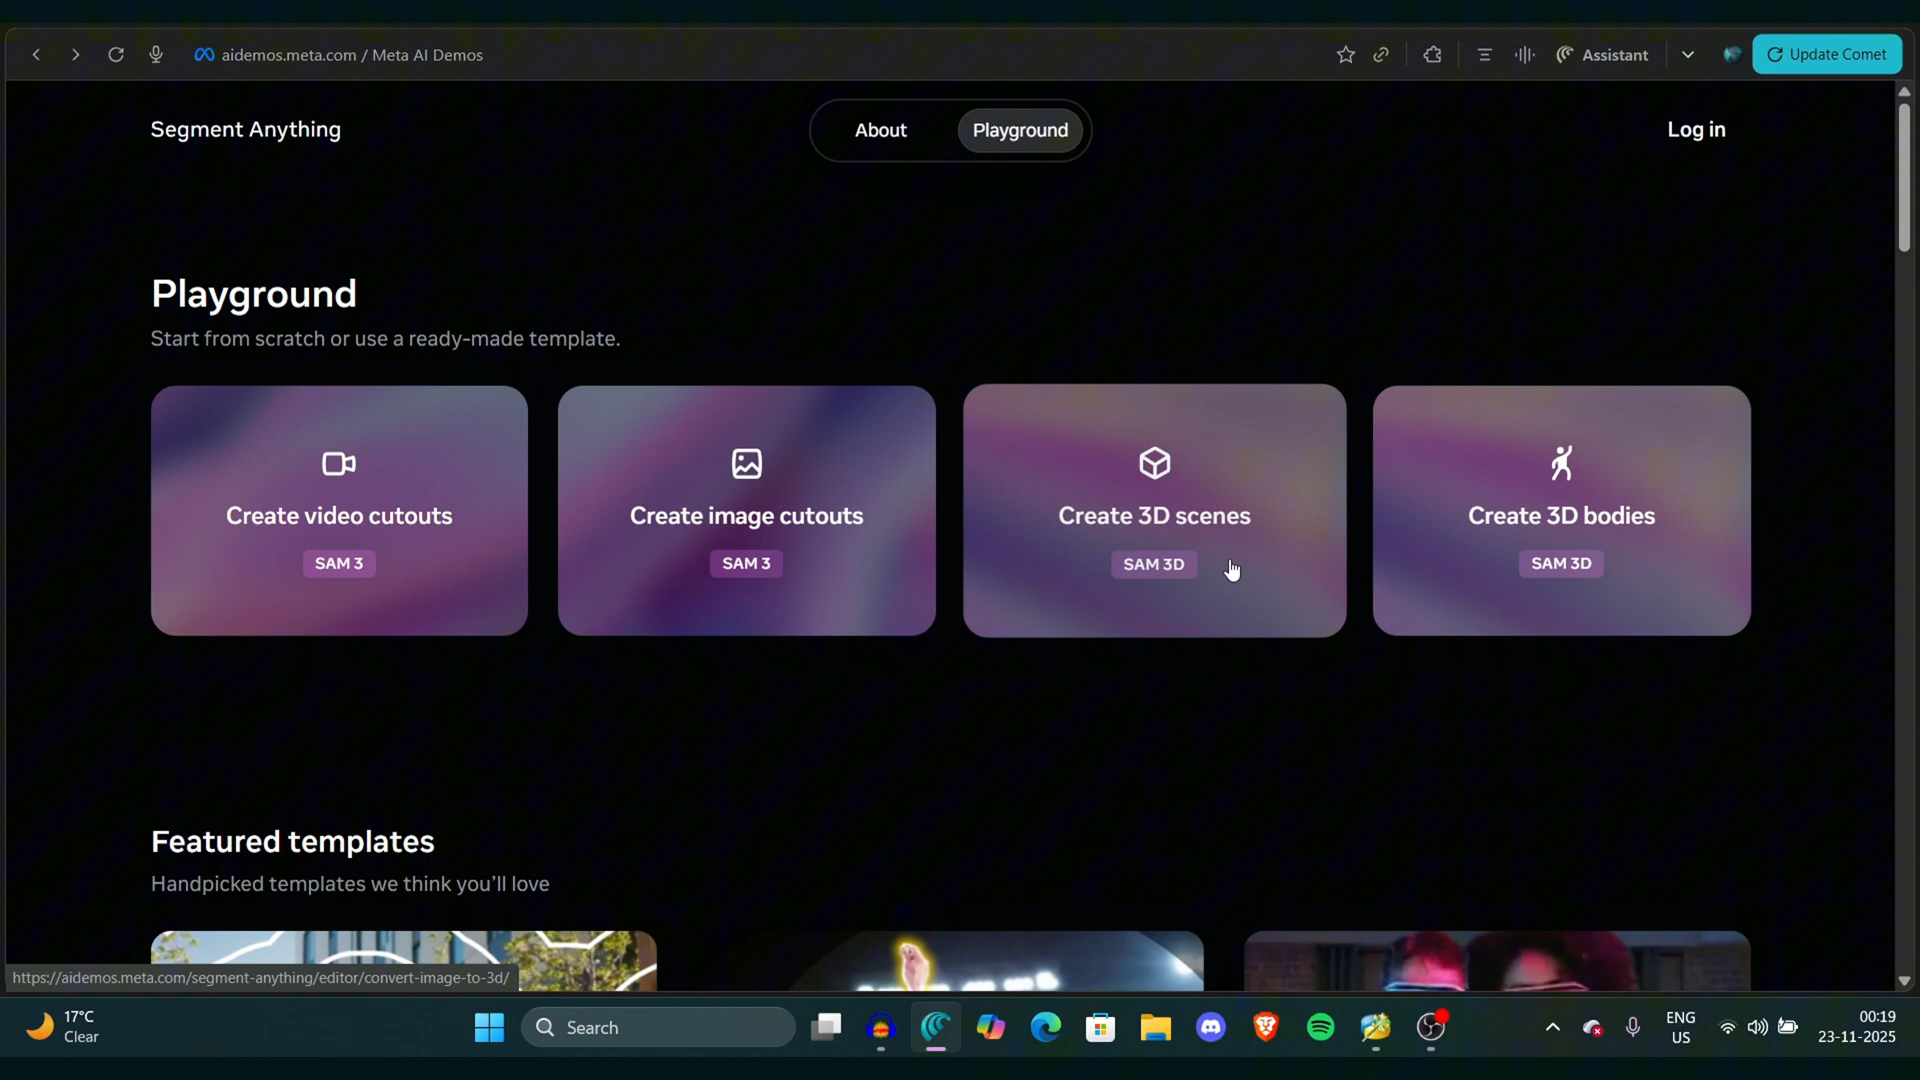 aidemos.meta.com / Meta AI Demos
Assistant
Update Comet
Segment Anything
About
Playground
Log in
Playground
Start from scratch or use a ready-made template.
Create video cutouts
SAM 3
Create image cutouts
SAM 3
Create 3D scenes
SAM 3D
Create 3D bodies
SAM 3D
Featured templates
Handpicked templates we think you’ll love
https://aidemos.meta.com/segment-anything/editor/convert-image-to-3d/
17°C
Clear
Search
ENG
US
00:19
23-11-2025